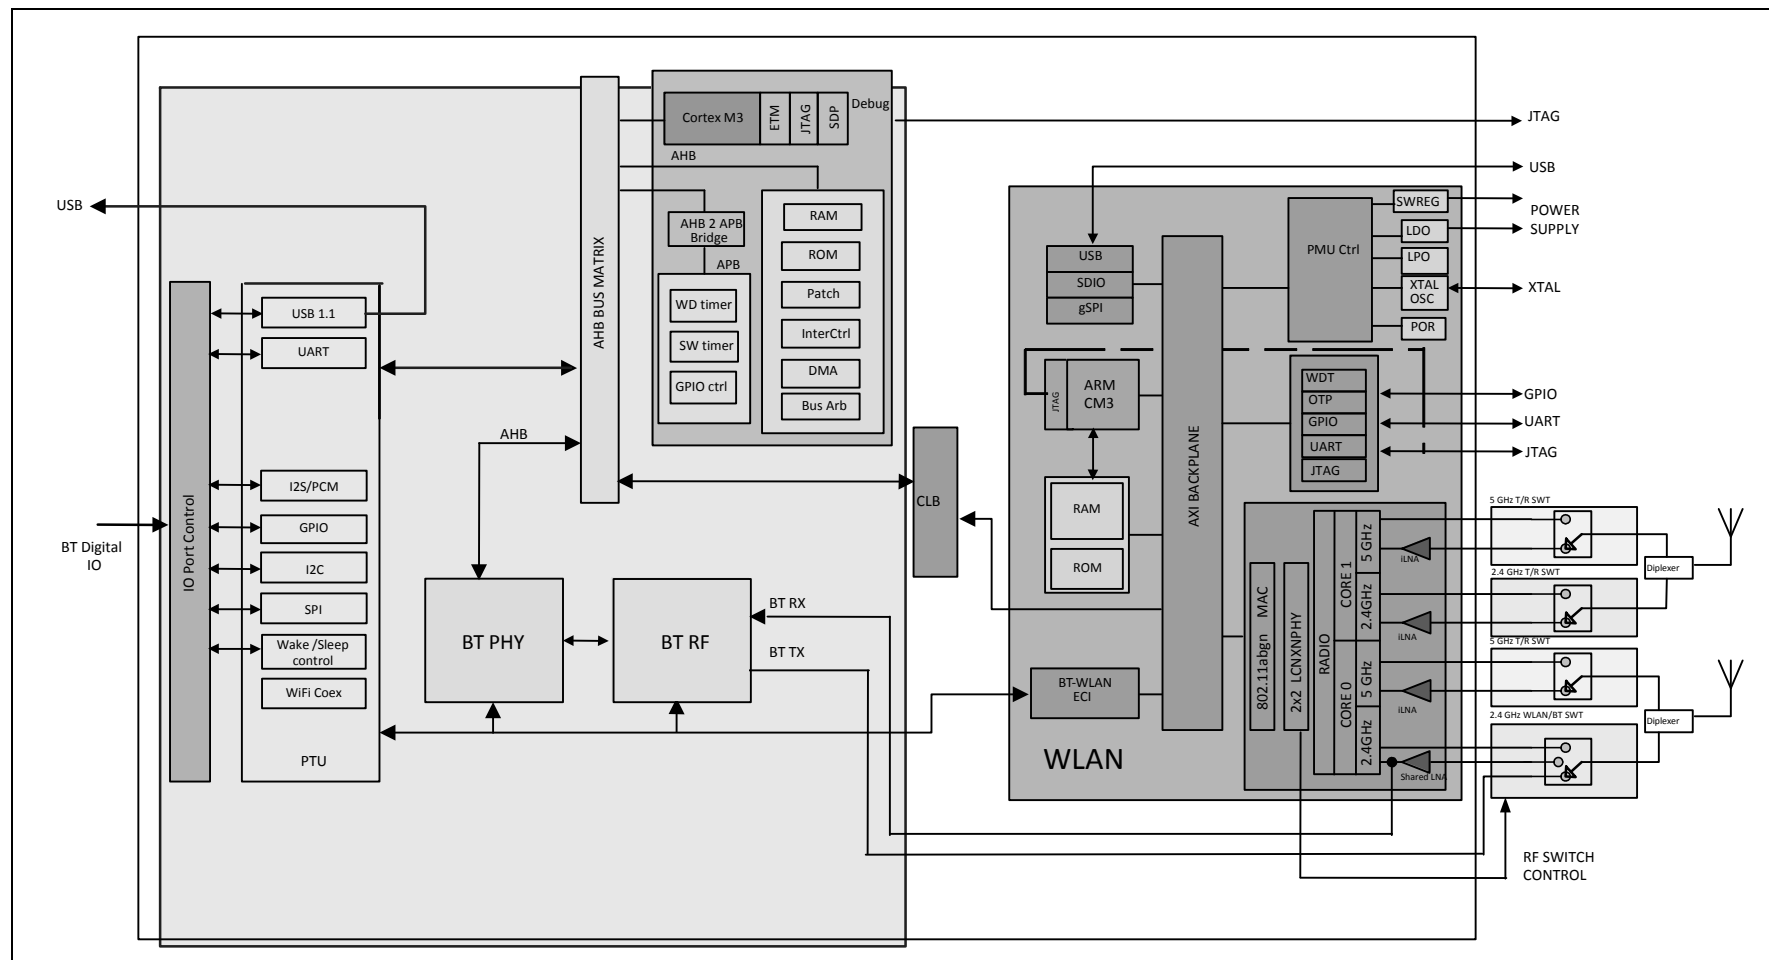 USB
BT Digital
IO
IO Port Control
USB 1.1
UART
I2S/PCM
GPIO
I2C
SPI
Wake /Sleep
control
WiFi Coex
PTU
AHB BUS MATRIX
AHB
BT PHY
BT RF
BT RX
BT TX
Cortex M3
ETM
JTAG
SDP
Debug
AHB
AHB 2 APB
Bridge
APB
WD timer
SW timer
GPIO ctrl
RAM
ROM
Patch
InterCtrl
DMA
Bus Arb
CLB
WLAN
USB
SDIO
gSPI
JTAG
ARM
CM3
RAM
ROM
BT-WLAN
ECI
AXI BACKPLANE
PMU Ctrl
SWREG
LDO
LPO
XTAL
OSC
POR
WDT
OTP
GPIO
UART
JTAG
802.11abgn MAC
2x2 LCNXNPHY
RADIO
CORE 1
CORE 0
5 GHz
2.4GHz
5 GHz
2.4GHz
iLNA
iLNA
iLNA
Shared LNA
JTAG
USB
POWER
SUPPLY
XTAL
GPIO
UART
JTAG
5 GHz T/R SWT
2.4 GHz T/R SWT
5 GHz T/R SWT
2.4 GHz WLAN/BT SWT
Diplexer
Diplexer
RF SWITCH
CONTROL